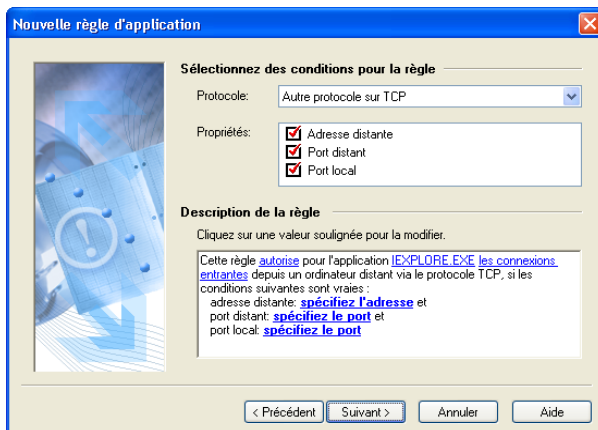 Nouvelle règle d'application
Sélectionnez des conditions pour la règle
Protocole: Autre protocole sur TCP
Propriétés: Adresse distante
Port distant
Port local
Description de la règle
Cliquez sur une valeur soulignée pour la modifier.
Cette règle autorise pour l'application IEXPLORE.EXE les connexions
entrantes depuis un ordinateur distant via le protocole TCP, si les
conditions suivantes sont vraies :
adresse distante: spécifiez l'adresse et
port distant: spécifiez le port et
port local: spécifiez le port
< Précédent Suivant > Annuler Aide